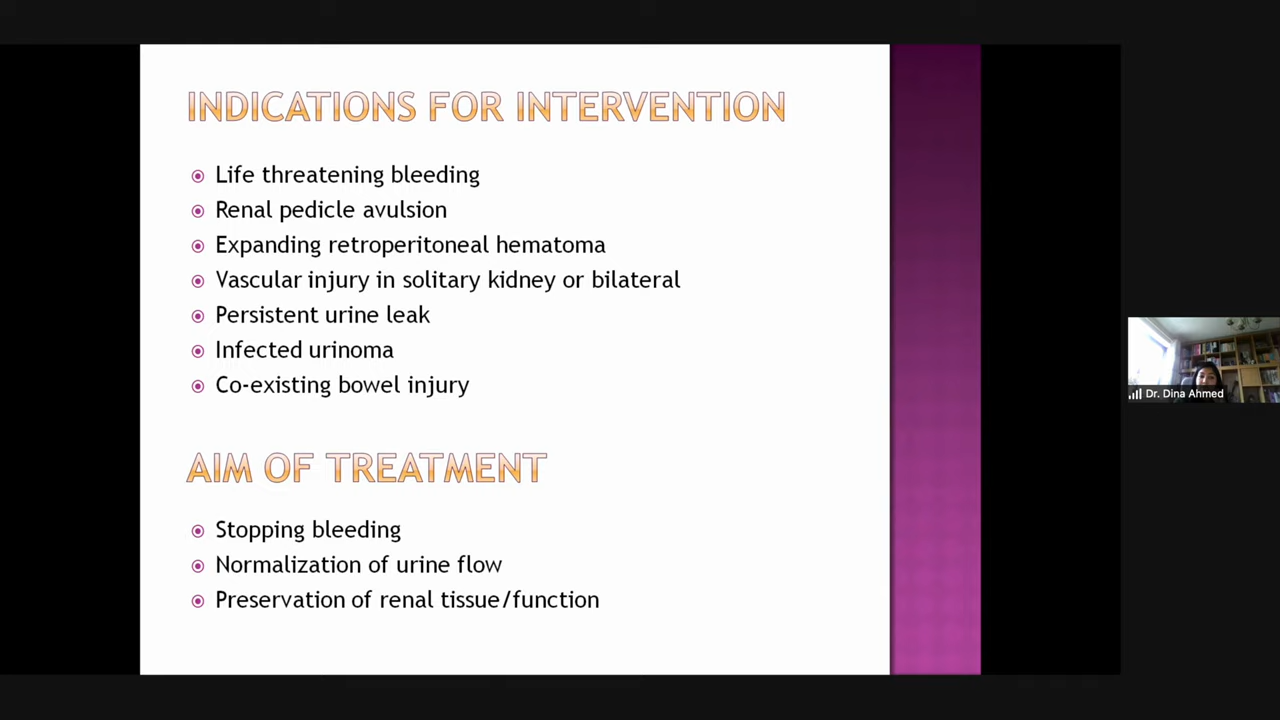 INDICATIONS FOR INTERVENTION
Life threatening bleeding
Renal pedicle avulsion
Expanding retroperitoneal hematoma
Vascular injury in solitary kidney or bilateral
Persistent urine leak
Infected urinoma
Co-existing bowel injury
AIM OF TREATMENT
Stopping bleeding
Normalization of urine flow
Preservation of renal tissue/function
Dr. Dina Ahmed